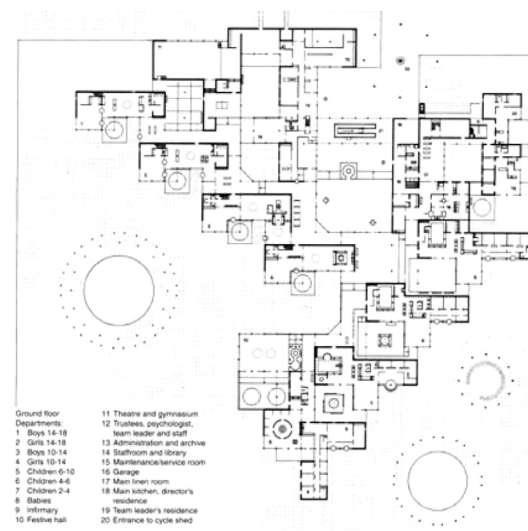 Ground floor
Departments:
1 Boys 14-18
2 Girls 14-18
3 Boys 10-14
4 Girls 10-14
5 Children 6-10
6 Children 4-6
7 Children 2-4
8 Babies
9 Infirmary
10 Festive hall
11 Theatre and gymnasium
12 Trustees, psychologist,
team leader and staff
13 Administration and archive
14 Staffroom and library
15 Maintenance/service room
16 Garage
17 Main linen room
18 Main kitchen, director's
residence
19 Team leader's residence
20 Entrance to cycle shed